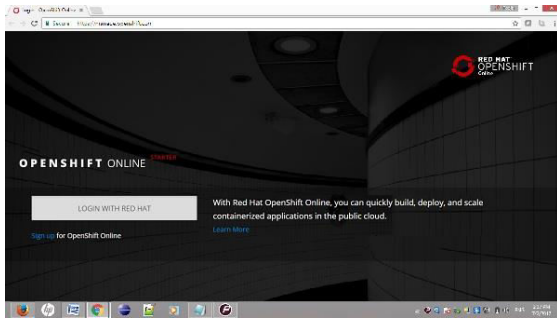 Secure
RED HAT
OPENSHIFT
Online
OPENSHIFT ONLINE STARTER
LOGIN WITH RED HAT
With Red Hat OpenShift Online, you can quickly build, deploy, and scale
containerized applications in the public cloud.
Learn More
Sign up for OpenShift Online